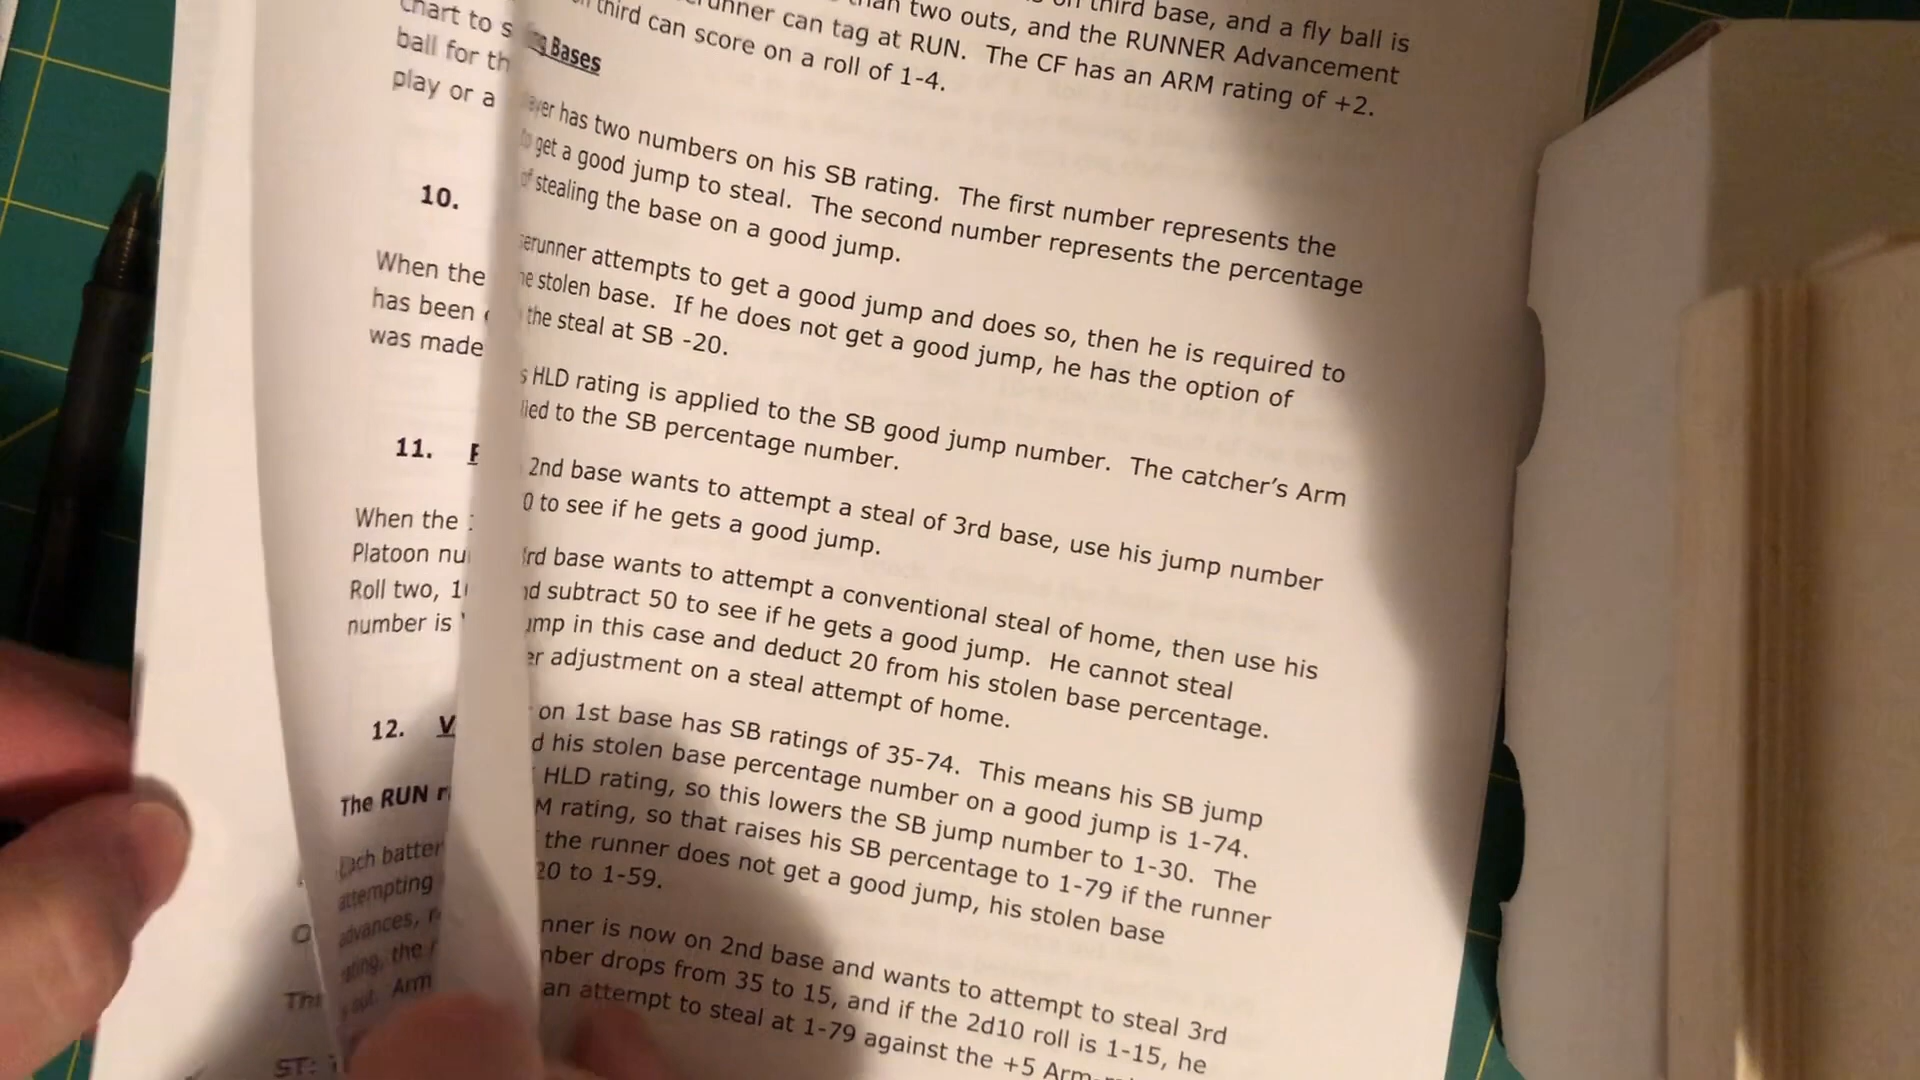 on third base, and a fly ball is
than two outs, and the RUNNER Advancement
runner can tag at RUN. The CF has an ARM rating of +2.
third can score on a roll of 1-4.
Bases
has two numbers on his SB rating. The first number represents the
get a good jump to steal. The second number represents the percentage
of stealing the base on a good jump.
attempts to get a good jump and does so, then he is required to
stolen base. If he does not get a good jump, he has the option of
the steal at SB -20.
HLD rating is applied to the SB good jump number. The catcher's Arm
to the SB percentage number.
2nd base wants to attempt a steal of 3rd base, use his jump number
0 to see if he gets a good jump.
base wants to attempt a conventional steal of home, then use his
subtract 50 to see if he gets a good jump. He cannot steal
in this case and deduct 20 from his stolen base percentage.
adjustment on a steal attempt of home.
on 1st base has SB ratings of 35-74. This means his SB jump
his stolen base percentage number on a good jump is 1-74.
HLD rating, so this lowers the SB jump number to 1-30. The
rating, so that raises his SB percentage to 1-79 if the runner
the runner does not get a good jump, his stolen base
20 to 1-59.
is now on 2nd base and wants to attempt to steal 3rd
drops from 35 to 15, and if the 2d10 roll is 1-15, he
an attempt to steal at 1-79 against the +5 Arm
chart to
ball for
play or a
10.
When the
has been
was made
11.
When the
Platoon
Roll two,
number is
12.
The RUN
batter
attempting
advances,
the
Arm
ST: